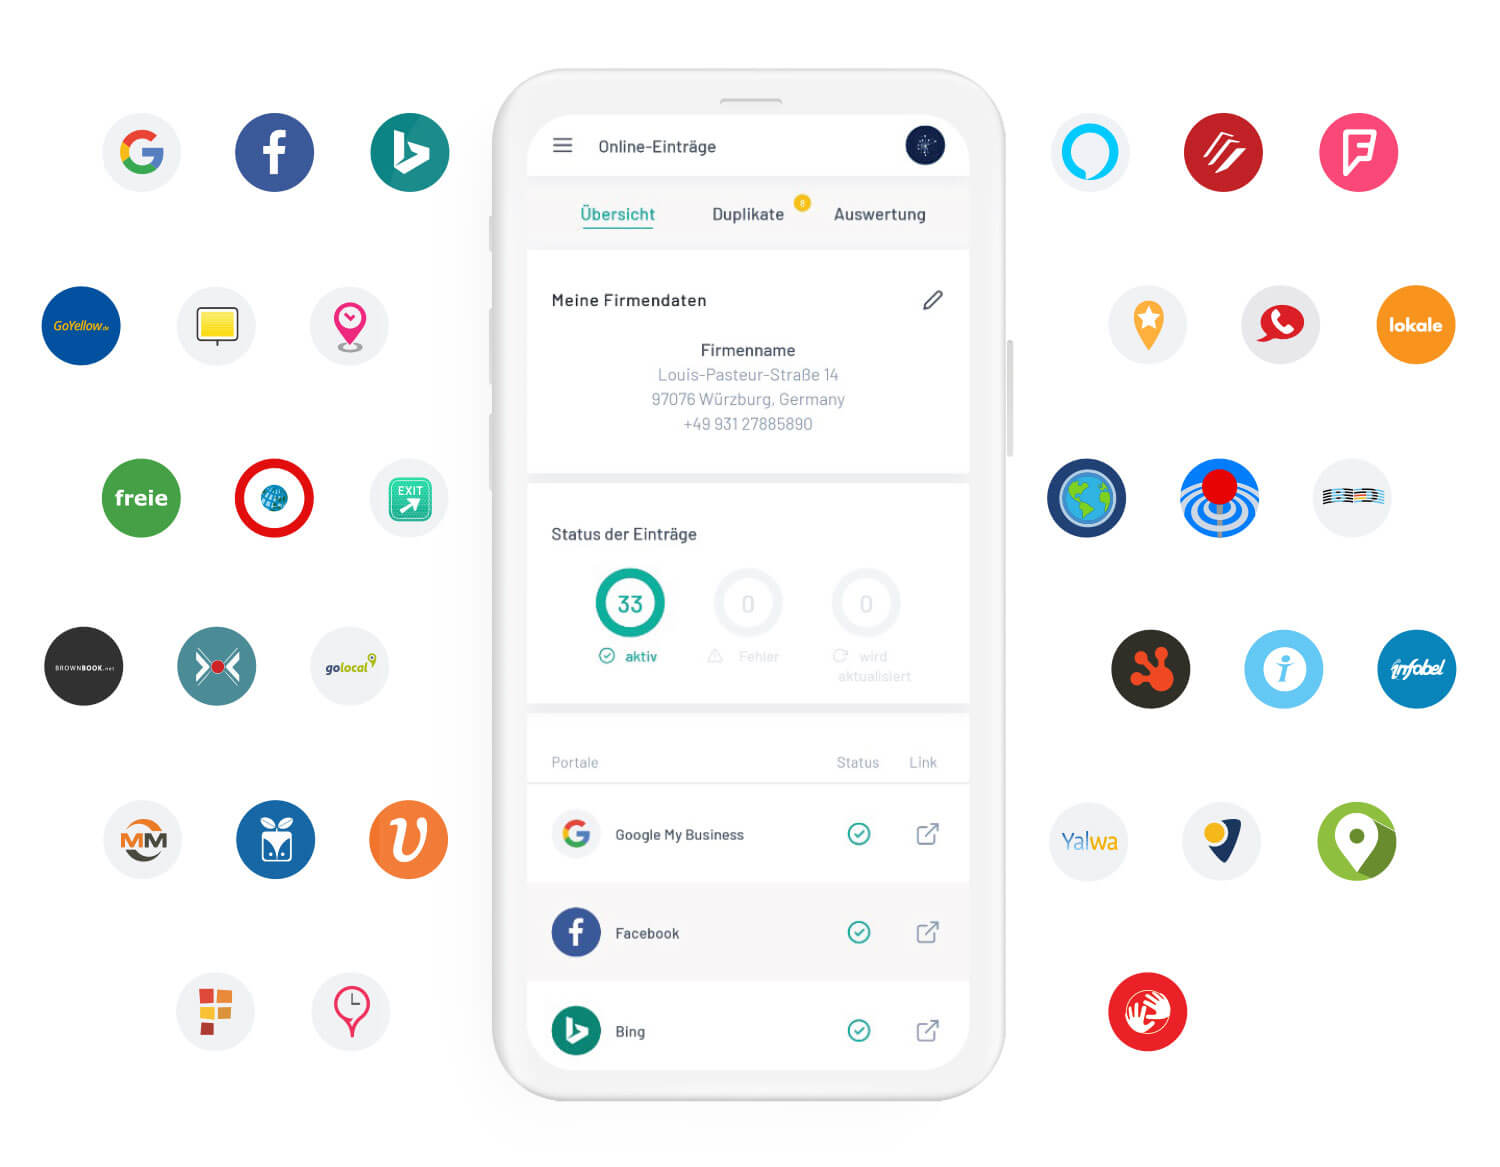 Online-Einträge
Übersicht
Duplikate
8
Auswertung
Meine Firmendaten
Firmenname
Louis-Pasteur-Straße 14
97076 Würzburg, Germany
+49 931 27885890
Status der Einträge
33
0
0
aktiv
Fehler
wird
aktualisiert
Portale
Status
Link
Google My Business
Facebook
Bing
GoYellow.de
freie
EXIT
BROWNBOOK.net
golocal
MM
lokale
infobel
Yalwa